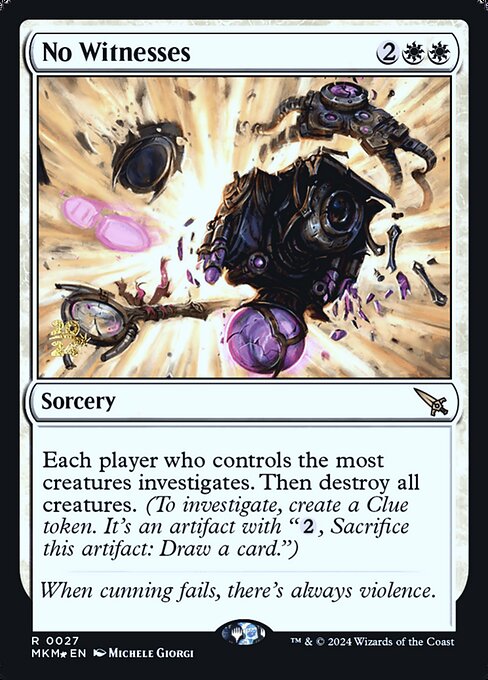 No Witnesses 2
Sorcery
Each player who controls the most
creatures investigates. Then destroy all
creatures. (To investigate, create a Clue
token. It's an artifact with “2, Sacrifice
this artifact: Draw a card.”)
When cunning fails, there's always violence.
R 0027
MKM★EN Michele Giorgi
™ & © 2024 Wizards of the Coast